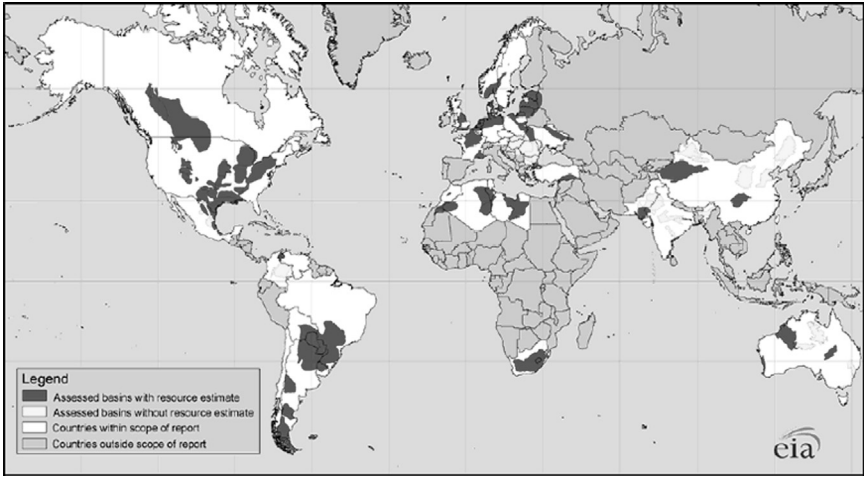 Legend
Assessed basins with resource estimate
Assessed basins without resource estimate
Countries within scope of report
Countries outside scope of report
eia